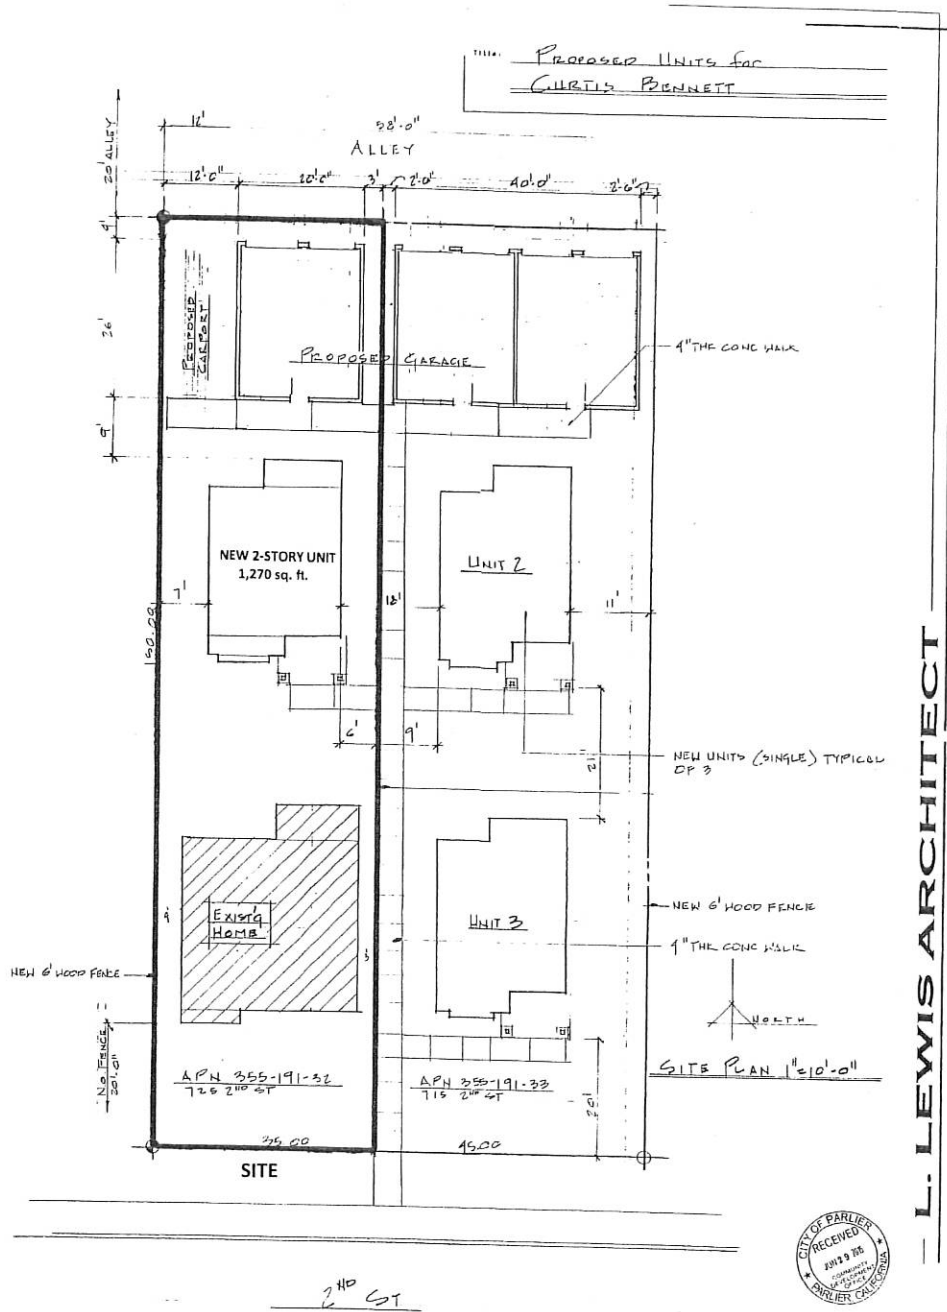 TITLE: PROPOSED UNITS for
CURTIS BENNETT
12'
ALLEY
20' ALLEY
12'-0"
3'
2'-0"
40'-0"
2'-6"
26'
9'
PROPOSED
CARPORT
PROPOSED GARAGE
4" THK CONC WALK
NEW 2-STORY UNIT
1,270 sq. ft.
UNIT 2
7'
11'
150.00
6'
9'
21'
NEW UNITS (SINGLE) TYPICAL
OF 3
EXIST'G
HOME
UNIT 3
NEW 6' WOOD FENCE
4" THK CONC WALK
NEW 6' WOOD FENCE
NORTH
NO FENCE
20'-0"
APN 355-191-32
725 2ND ST
APN 355-191-33
715 2ND ST
20'
SITE PLAN 1"=10'-0"
35.00
45.00
SITE
2ND ST
L. LEWIS ARCHITECT
CITY OF PARLIER
RECEIVED
COMMUNITY
DEVELOPMENT
OFFICE
PARLIER CALIFORNIA